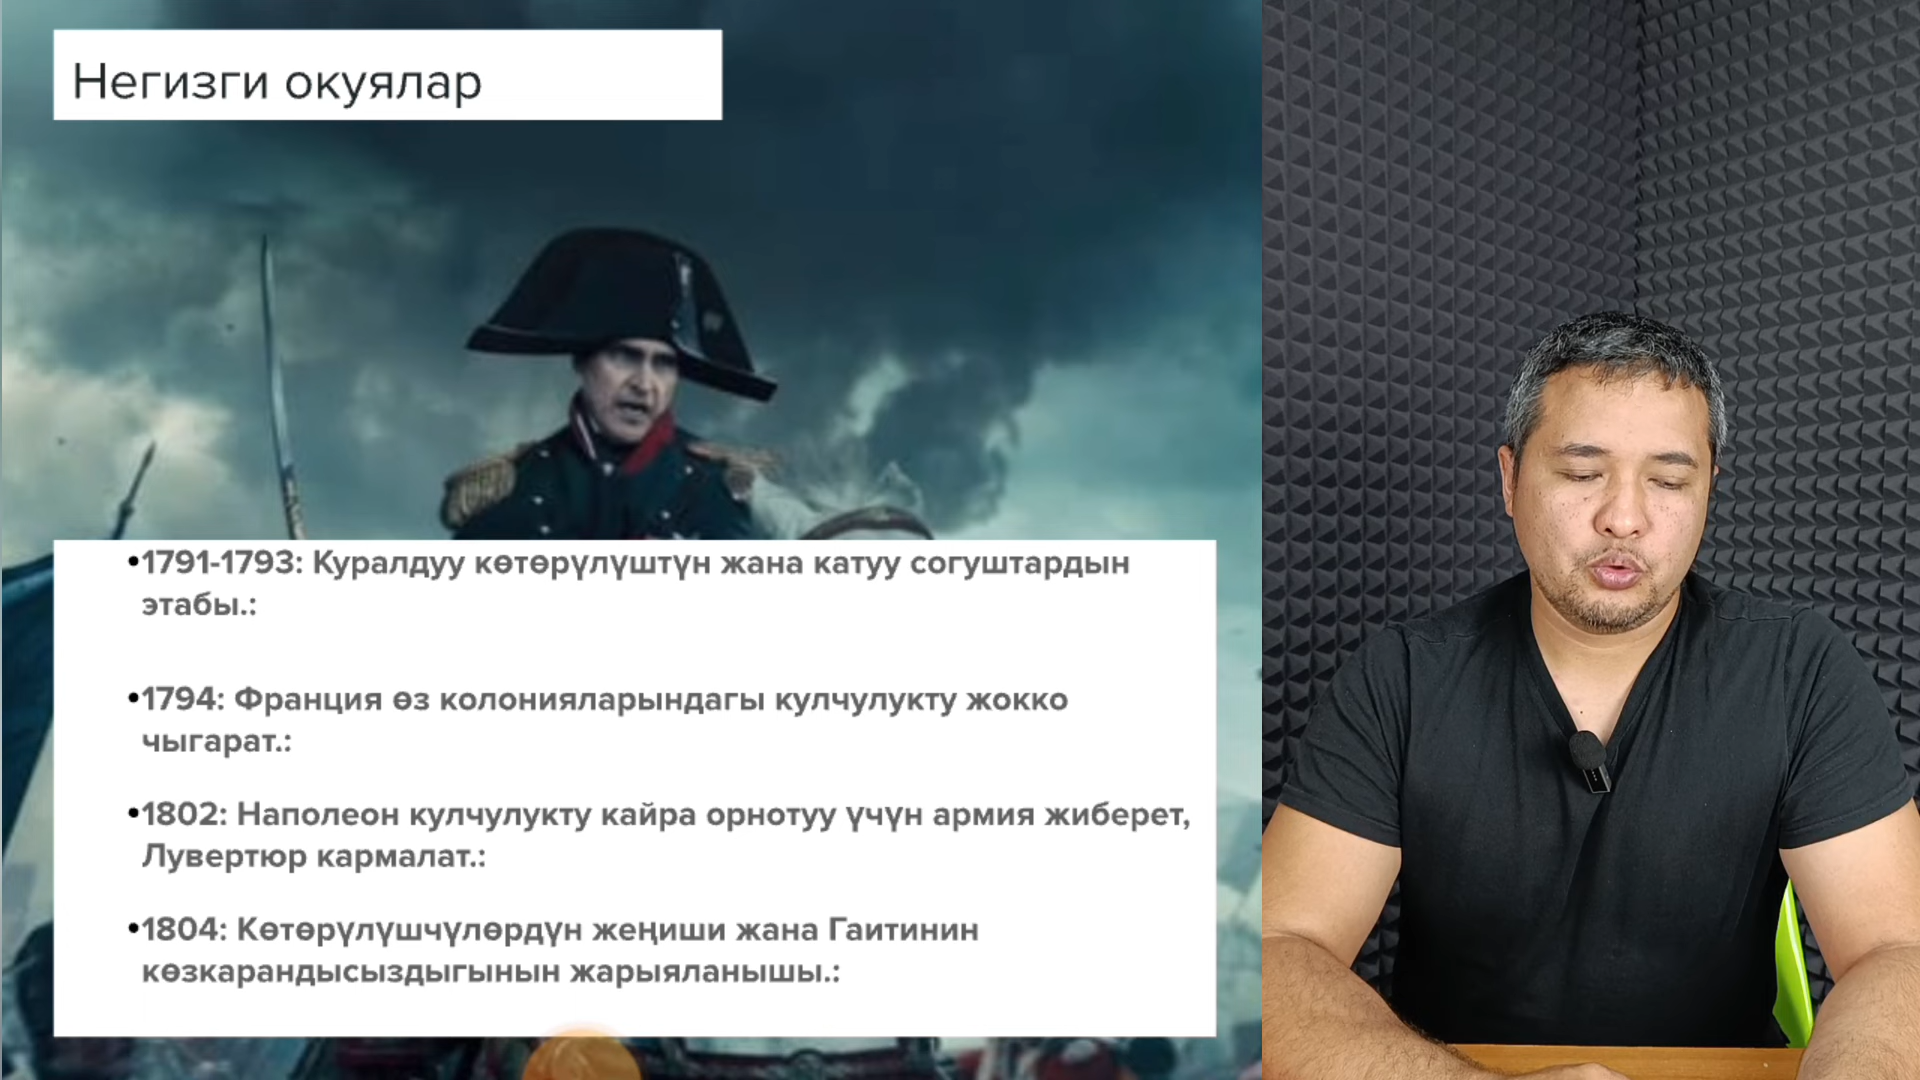 Негизги окуялар
•1791-1793: Куралдуу көтөрүлүштүн жана катуу согуштардын
этабы.:
•1794: Франция өз колонияларындагы кулчулукту жокко
чыгарат.:
•1802: Наполеон кулчулукту кайра орнотуу үчүн армия жиберет,
Лувертюр кармалат.:
•1804: Көтөрүлүшчүлөрдүн жеңиши жана Гаитинин
көзкарандысыздыгынын жарыяланышы.: